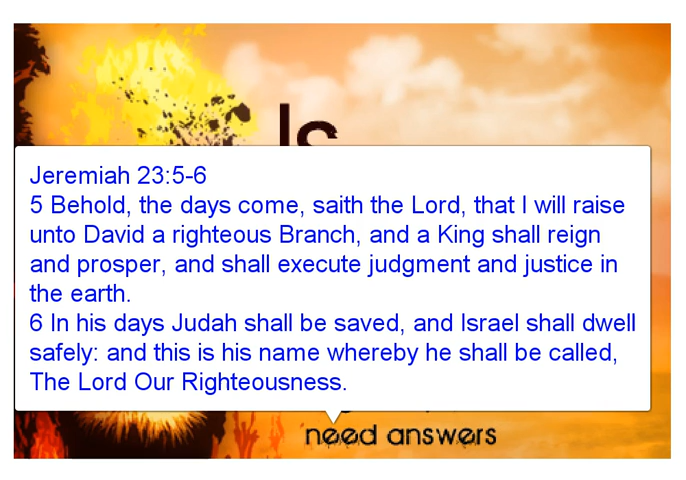 Is
Jeremiah 23:5-6
5 Behold, the days come, saith the Lord, that I will raise
unto David a righteous Branch, and a King shall reign
and prosper, and shall execute judgment and justice in
the earth.
6 In his days Judah shall be saved, and Israel shall dwell
safely: and this is his name whereby he shall be called,
The Lord Our Righteousness.
need answers